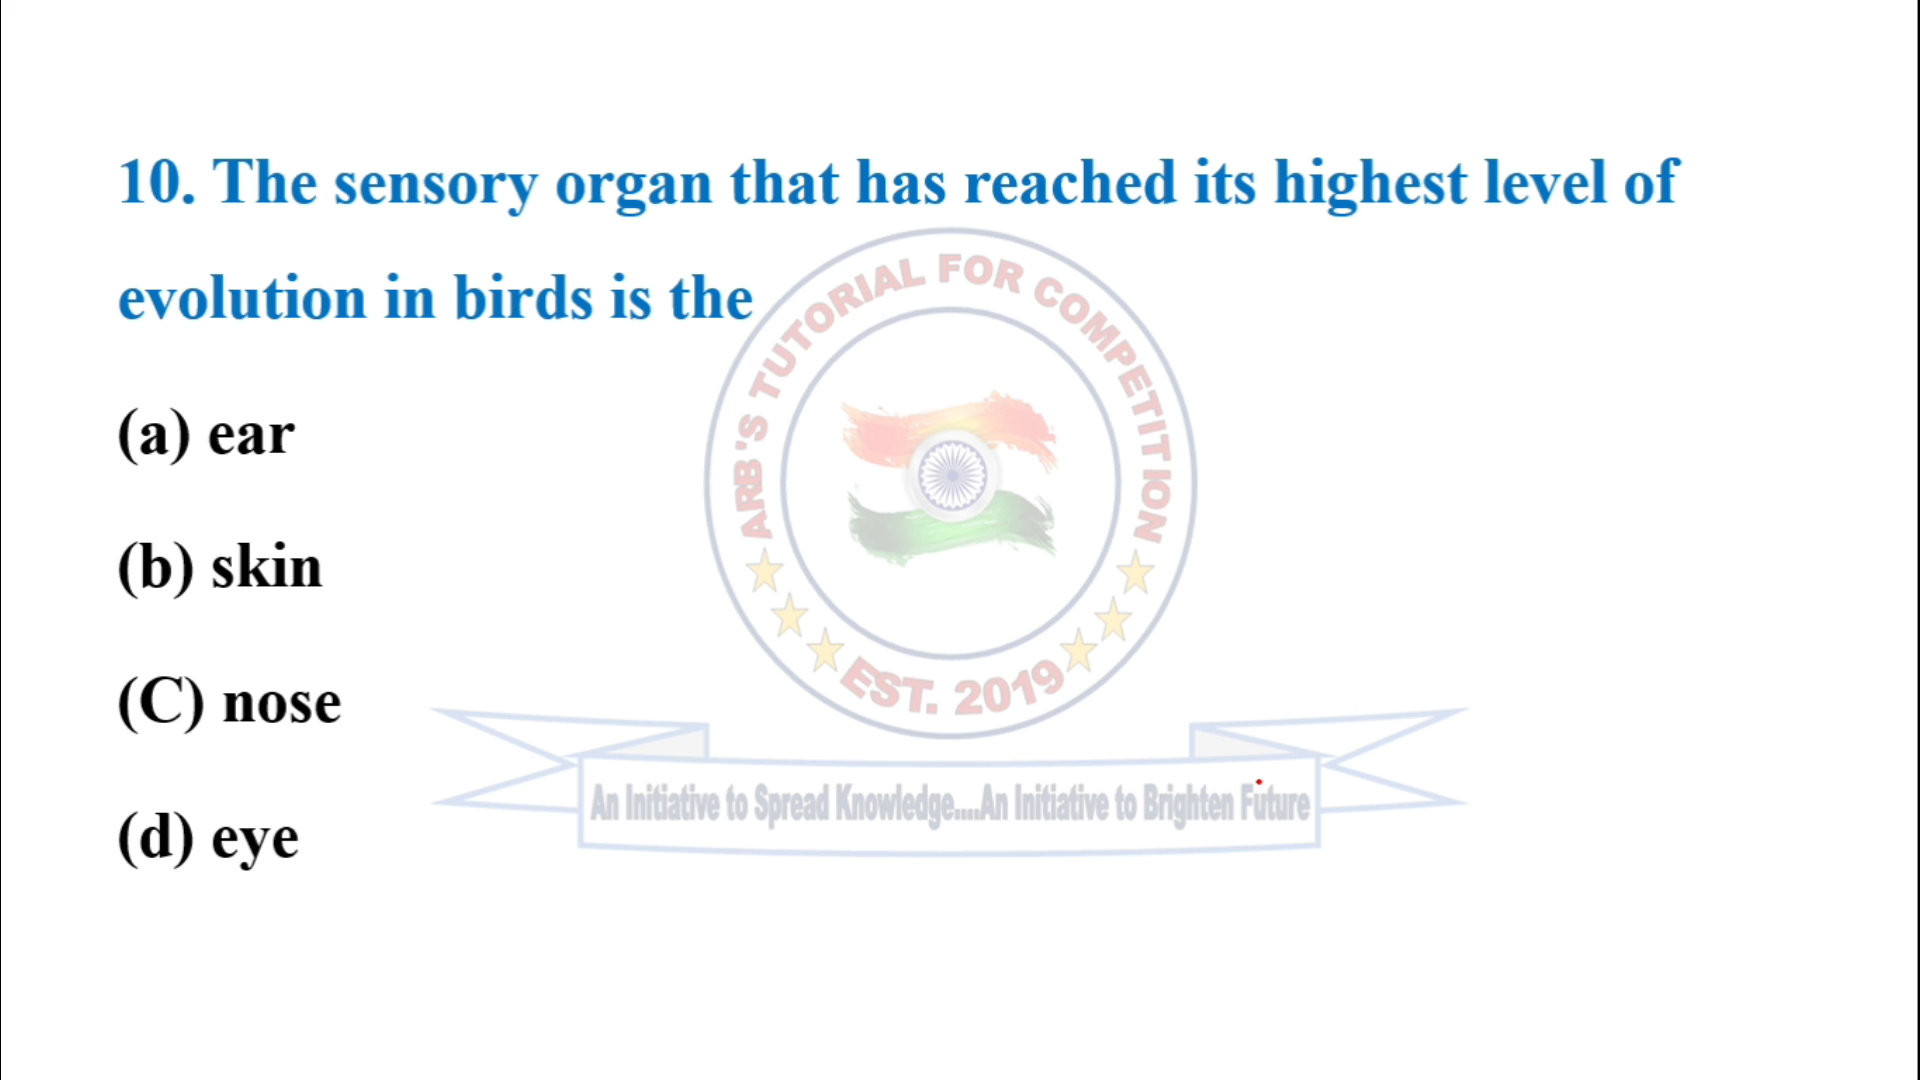 10. The sensory organ that has reached its highest level of
evolution in birds is the
(a) ear
(b) skin
(C) nose
(d) eye
ARB'S TUTORIAL FOR COMPETITION
EST. 2019
An Initiative to Spread Knowledge....An Initiative to Brighten Future